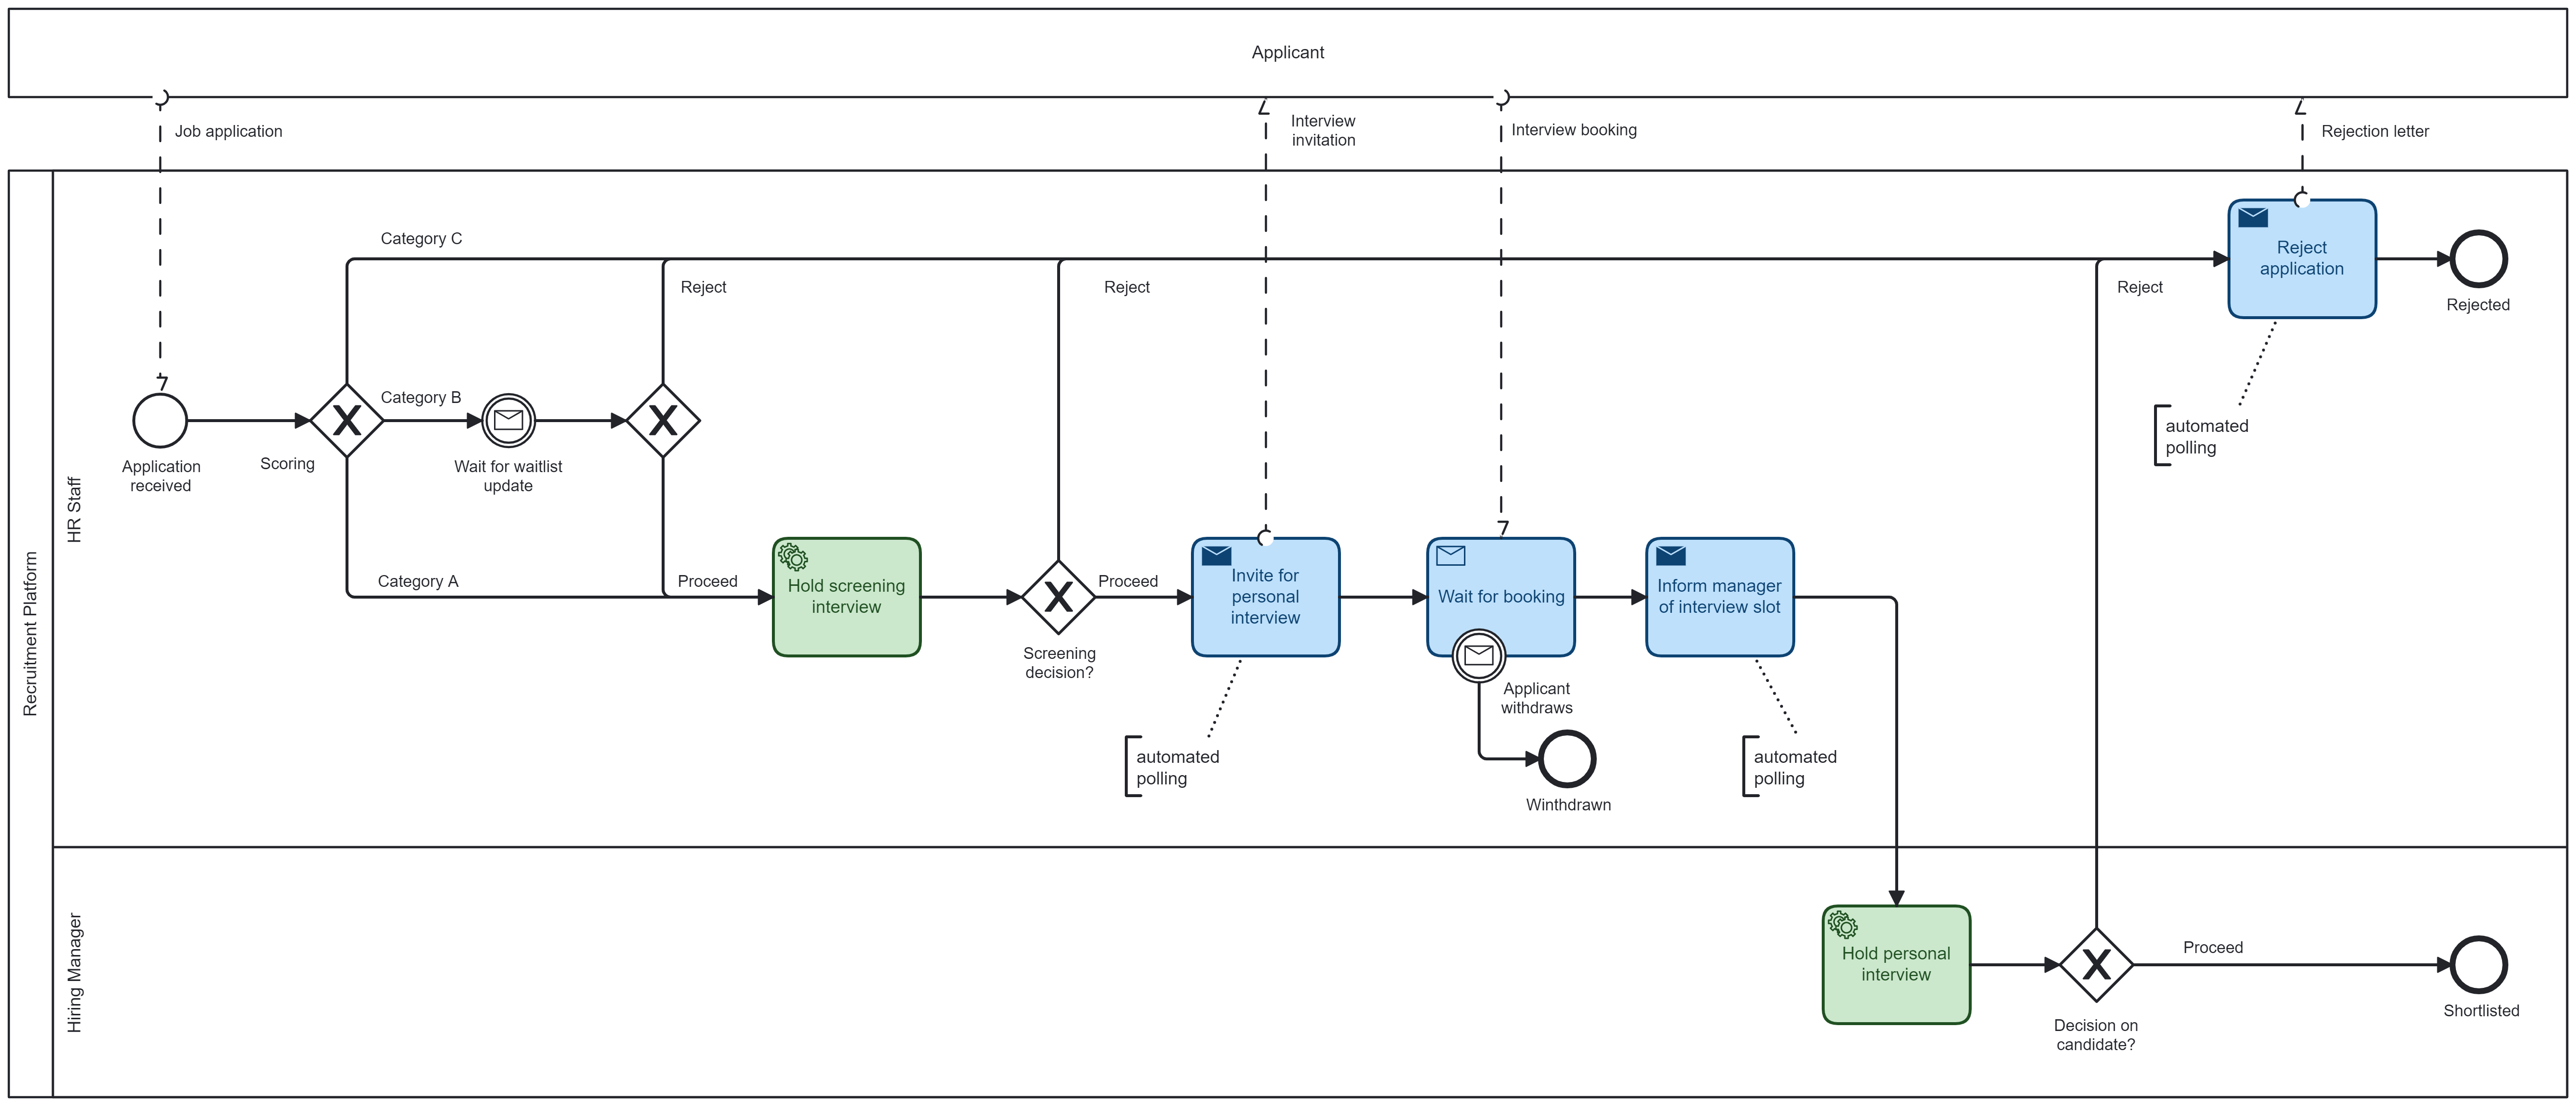 Applicant
Job application
Interview
invitation
Interview booking
Rejection letter
Recruitment Platform
HR Staff
Category C
Reject
Reject
Reject
Reject
application
Rejected
Category B
Application
received
Scoring
Wait for waitlist
update
automated
polling
Category A
Proceed
Hold screening
interview
Screening
decision?
Proceed
Invite for
personal
interview
Wait for booking
Inform manager
of interview slot
Applicant
withdraws
automated
polling
Winthdrawn
automated
polling
Hiring Manager
Hold personal
interview
Decision on
candidate?
Proceed
Shortlisted